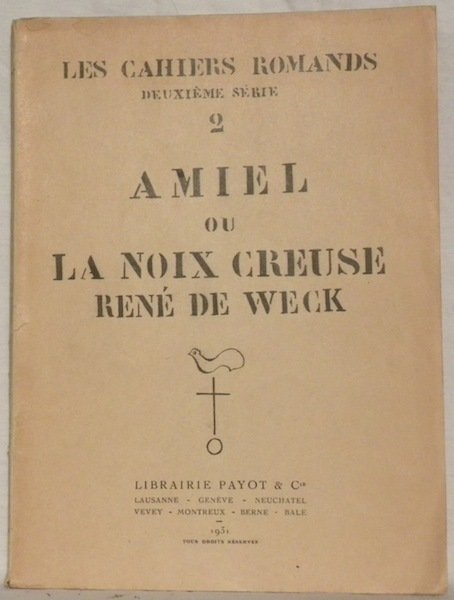 LES CAHIERS ROMANDS
DEUXIÈME SÉRIE
2
AMIEL
OU
LA NOIX CREUSE
RENÉ DE WECK
LIBRAIRIE PAYOT & Cie
LAUSANNE - GENÈVE - NEUCHATEL
VEVEY - MONTREUX - BERNE - BALE
1931
TOUS DROITS RÉSERVÉS